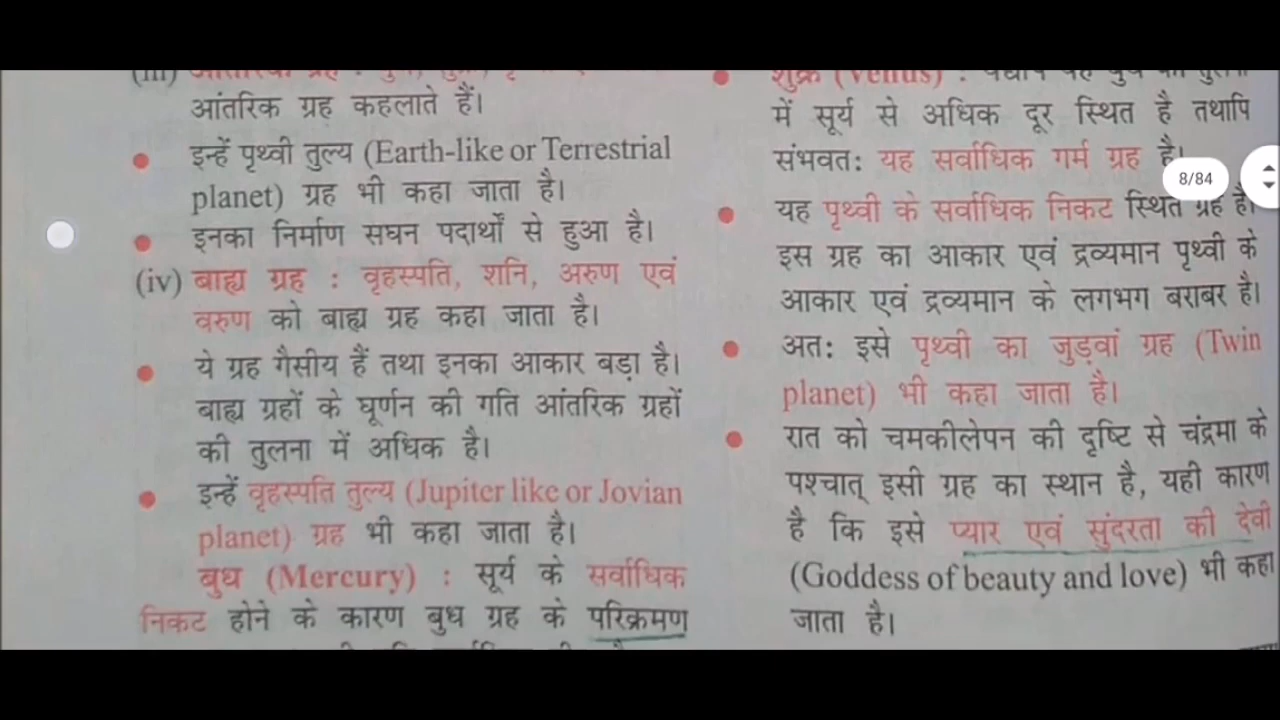 आंतरिक ग्रह कहलाते हैं।
• इन्हें पृथ्वी तुल्य (Earth-like or Terrestrial
planet) ग्रह भी कहा जाता है।
• इनका निर्माण सघन पदार्थों से हुआ है।
(iv) बाह्य ग्रह : वृहस्पति, शनि, अरुण एवं
वरुण को बाह्य ग्रह कहा जाता है।
• ये ग्रह गैसीय हैं तथा इनका आकार बड़ा है।
बाह्य ग्रहों के घूर्णन की गति आंतरिक ग्रहों
की तुलना में अधिक है।
• इन्हें वृहस्पति तुल्य (Jupiter like or Jovian
planet) ग्रह भी कहा जाता है।
बुध (Mercury) : सूर्य के सर्वाधिक
निकट होने के कारण बुध ग्रह के परिक्रमण
• शुक्र (Venus) :
में सूर्य से अधिक दूर स्थित है तथापि
संभवत: यह सर्वाधिक गर्म ग्रह है।
• यह पृथ्वी के सर्वाधिक निकट स्थित ग्रह है।
इस ग्रह का आकार एवं द्रव्यमान पृथ्वी के
आकार एवं द्रव्यमान के लगभग बराबर है।
• अत: इसे पृथ्वी का जुड़वां ग्रह (Twin
planet) भी कहा जाता है।
• रात को चमकीलेपन की दृष्टि से चंद्रमा के
पश्चात् इसी ग्रह का स्थान है, यही कारण
है कि इसे प्यार एवं सुंदरता की देवी
(Goddess of beauty and love) भी कहा
जाता है।
8/84